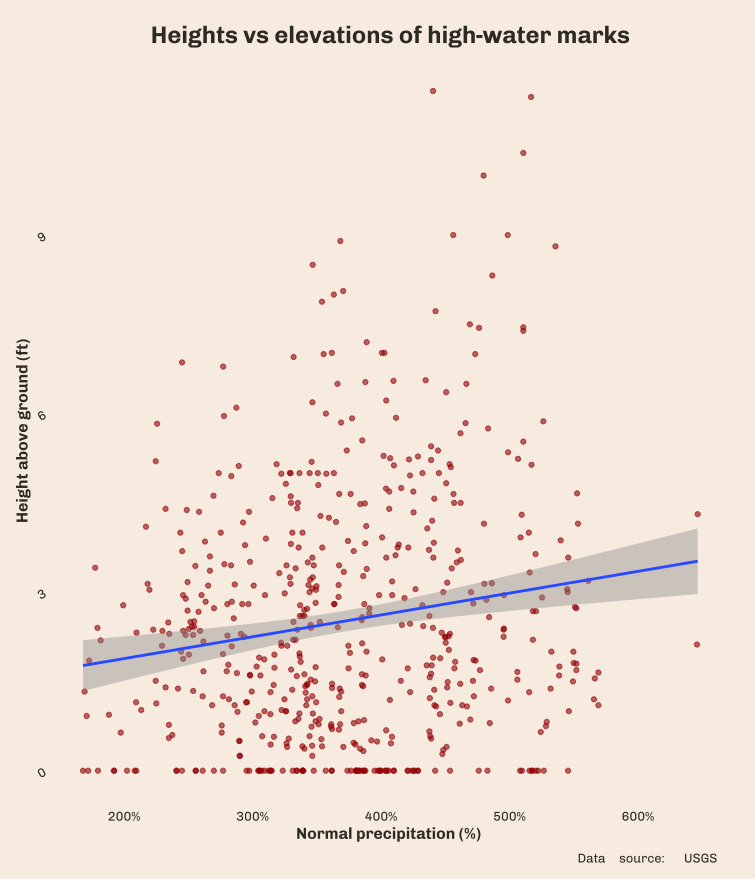 Heights vs elevations of high-water marks
Height above ground (ft)
9
6
3
0
200%
300%
400%
500%
600%
Normal precipitation (%)
Data source: USGS